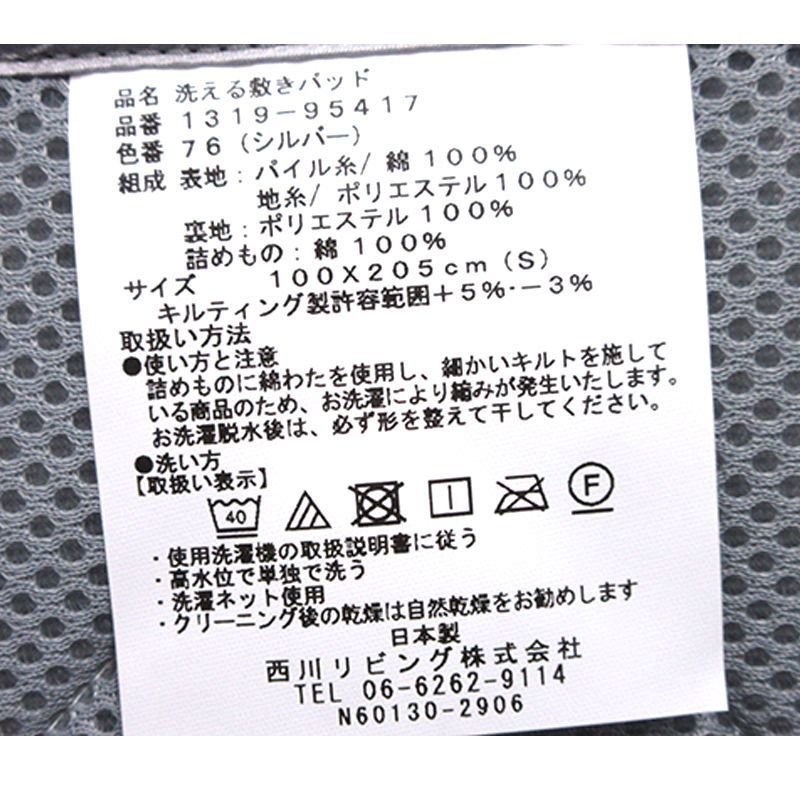 品名 洗える敷きパッド
品番 1319-95417
色番 76(シルバー)
組成 表地:パイル糸/ 綿100%
地糸/ ポリエステル100%
裏地:ポリエステル100%
詰めもの:綿100%
サイズ 100X205cm(S)
キルティング製許容範囲+5%・-3%
取扱い方法
●使い方と注意
詰めものに綿わたを使用し、細かいキルトを施して
いる商品のため、お洗濯により縮みが発生いたします。
お洗濯脱水後は、必ず形を整えて干してください。
●洗い方
【取扱い表示】
40
F
・使用洗濯機の取扱説明書に従う
・高水位で単独で洗う
・洗濯ネット使用
・クリーニング後の乾燥は自然乾燥をお勧めします
日本製
西川リビング株式会社
TEL 06-6262-9114
N60130-2906